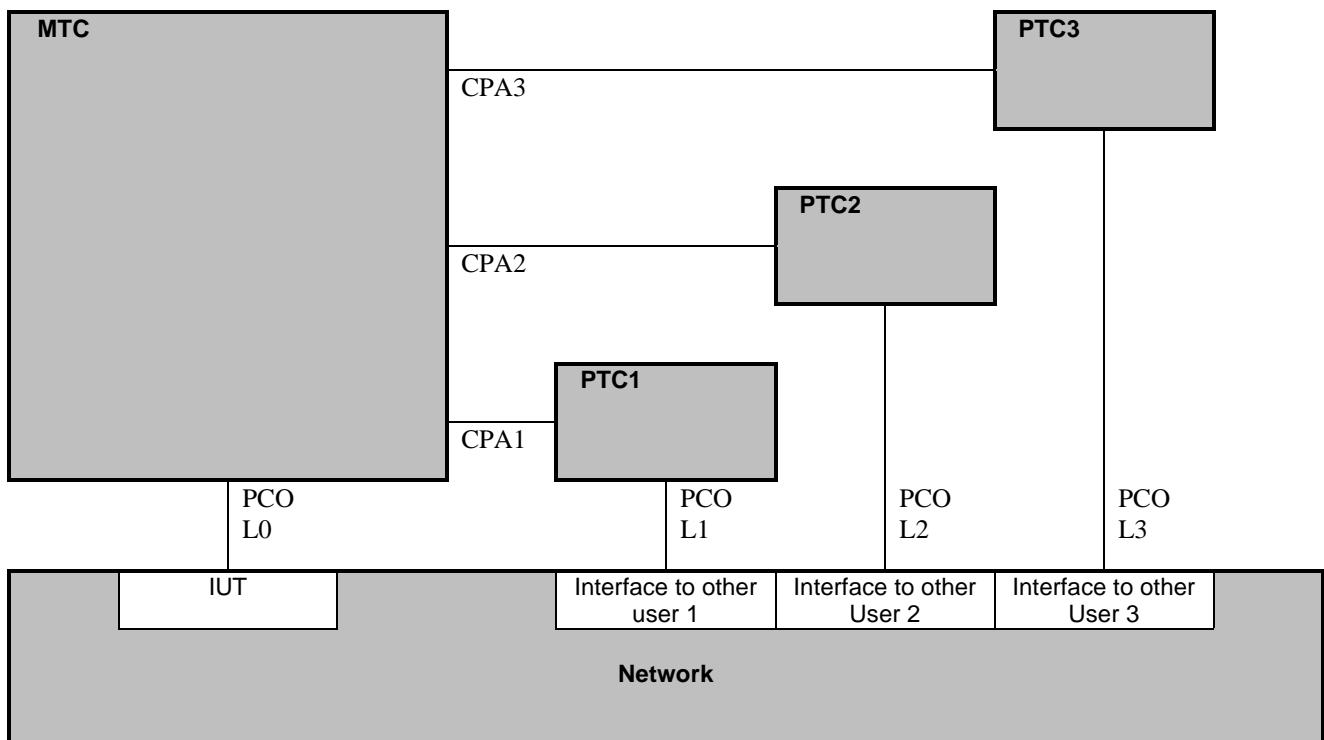 MTC
PTC3
CPA3
PTC2
CPA2
PTC1
CPA1
PCO
L0
PCO
L1
PCO
L2
PCO
L3
IUT
Interface to other
user 1
Interface to other
User 2
Interface to other
User 3
Network